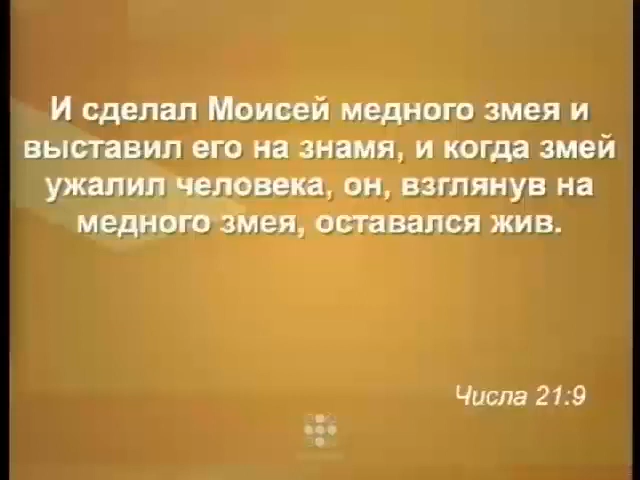 И сделал Моисей медного змея и
выставил его на знамя, и когда змей
ужалил человека, он, взглянув на
медного змея, оставался жив.
Числа 21:9